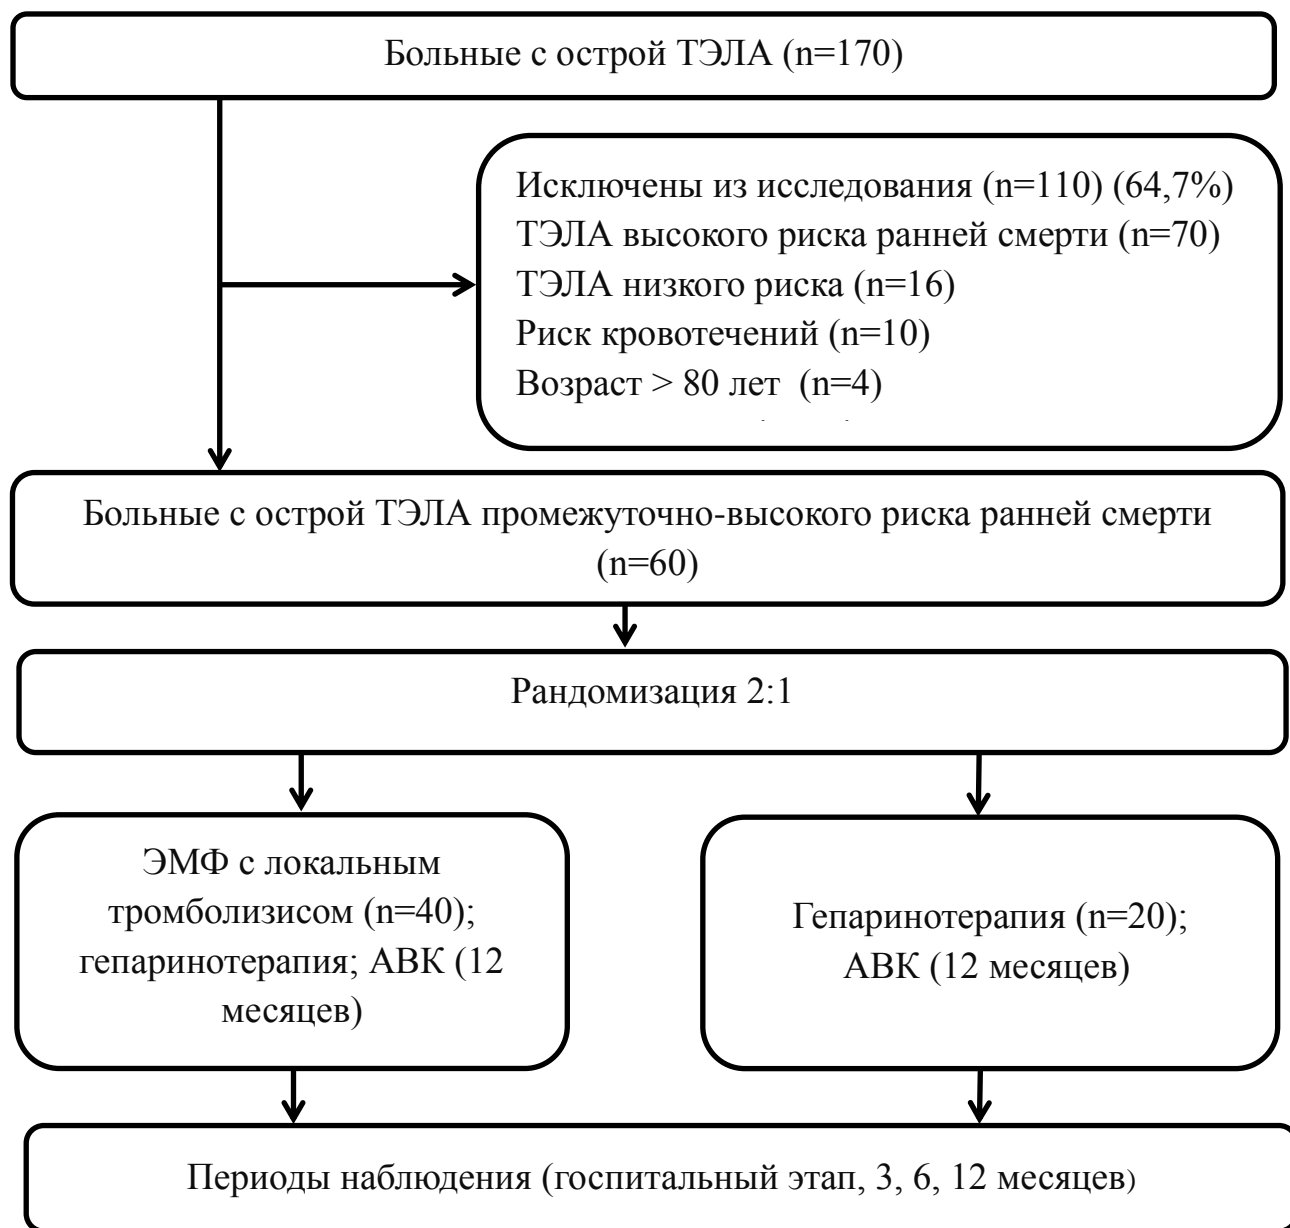 Больные с острой ТЭЛА (n=170)
Исключены из исследования (n=110) (64,7%)
ТЭЛА высокого риска ранней смерти (n=70)
ТЭЛА низкого риска (n=16)
Риск кровотечений (n=10)
Возраст > 80 лет (n=4)
Больные с острой ТЭЛА промежуточно-высокого риска ранней смерти
(n=60)
Рандомизация 2:1
ЭМФ с локальным
тромболизисом (n=40);
гепаринотерапия; АВК (12
месяцев)
Гепаринотерапия (n=20);
АВК (12 месяцев)
Периоды наблюдения (госпитальный этап, 3, 6, 12 месяцев)